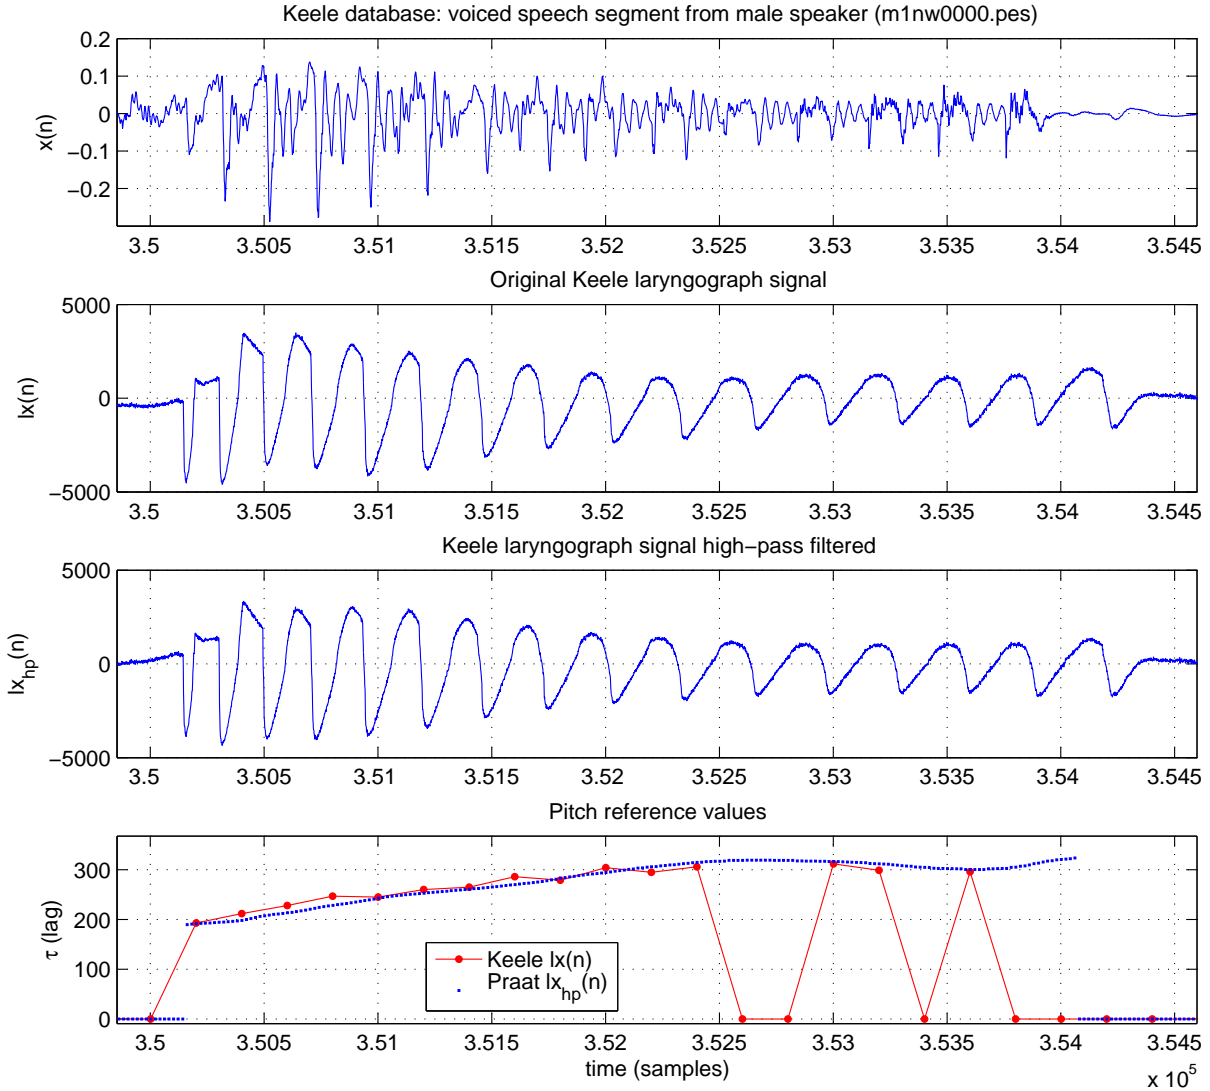 Keele database: voiced speech segment from male speaker (m1nw0000.pes)
0.2
0.1
0
−0.1
−0.2
x(n)
3.5 3.505 3.51 3.515 3.52 3.525 3.53 3.535 3.54 3.545
Original Keele laryngograph signal
5000
0
−5000
lx(n)
3.5 3.505 3.51 3.515 3.52 3.525 3.53 3.535 3.54 3.545
Keele laryngograph signal high−pass filtered
5000
0
−5000
lx_hp(n)
3.5 3.505 3.51 3.515 3.52 3.525 3.53 3.535 3.54 3.545
Pitch reference values
300
200
100
0
τ (lag)
Keele lx(n)
Praat lx_hp(n)
3.5 3.505 3.51 3.515 3.52 3.525 3.53 3.535 3.54 3.545
time (samples)
x 10^5